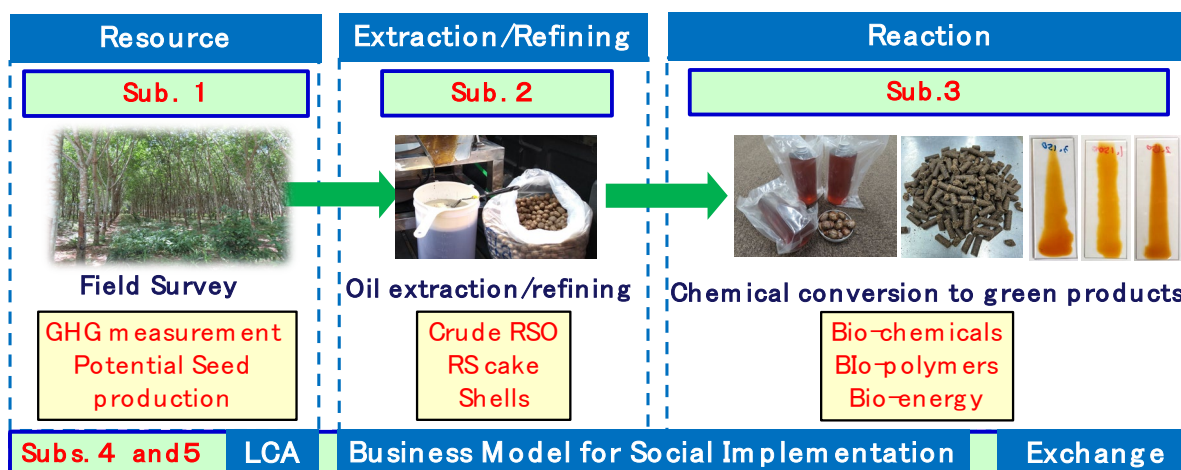 Resource
Extraction/Refining
Reaction
Sub. 1
Sub. 2
Sub.3
Field Survey
Oil extraction/refining
Chemical conversion to green products
GHG measurement
Potential Seed
production
Crude RSO
RS cake
Shells
Bio-chemicals
BIo-polymers
Bio-energy
Subs. 4 and 5
LCA
Business Model for Social Implementation
Exchange